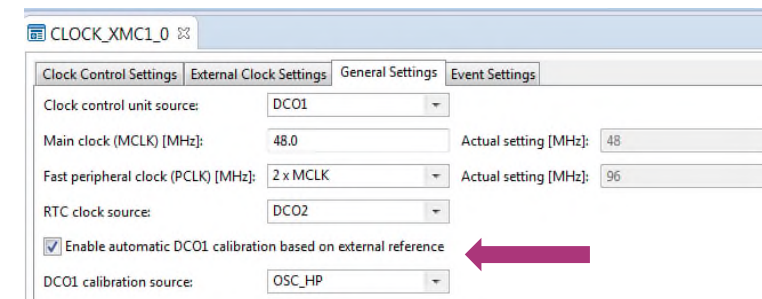 CLOCK_XMC1_0
Clock Control Settings External Clock Settings General Settings Event Settings
Clock control unit source: DCO1
Main clock (MCLK) [MHz]: 48.0 Actual setting [MHz]: 48
Fast peripheral clock (PCLK) [MHz]: 2 x MCLK Actual setting [MHz]: 96
RTC clock source: DCO2
Enable automatic DCO1 calibration based on external reference
DCO1 calibration source: OSC_HP